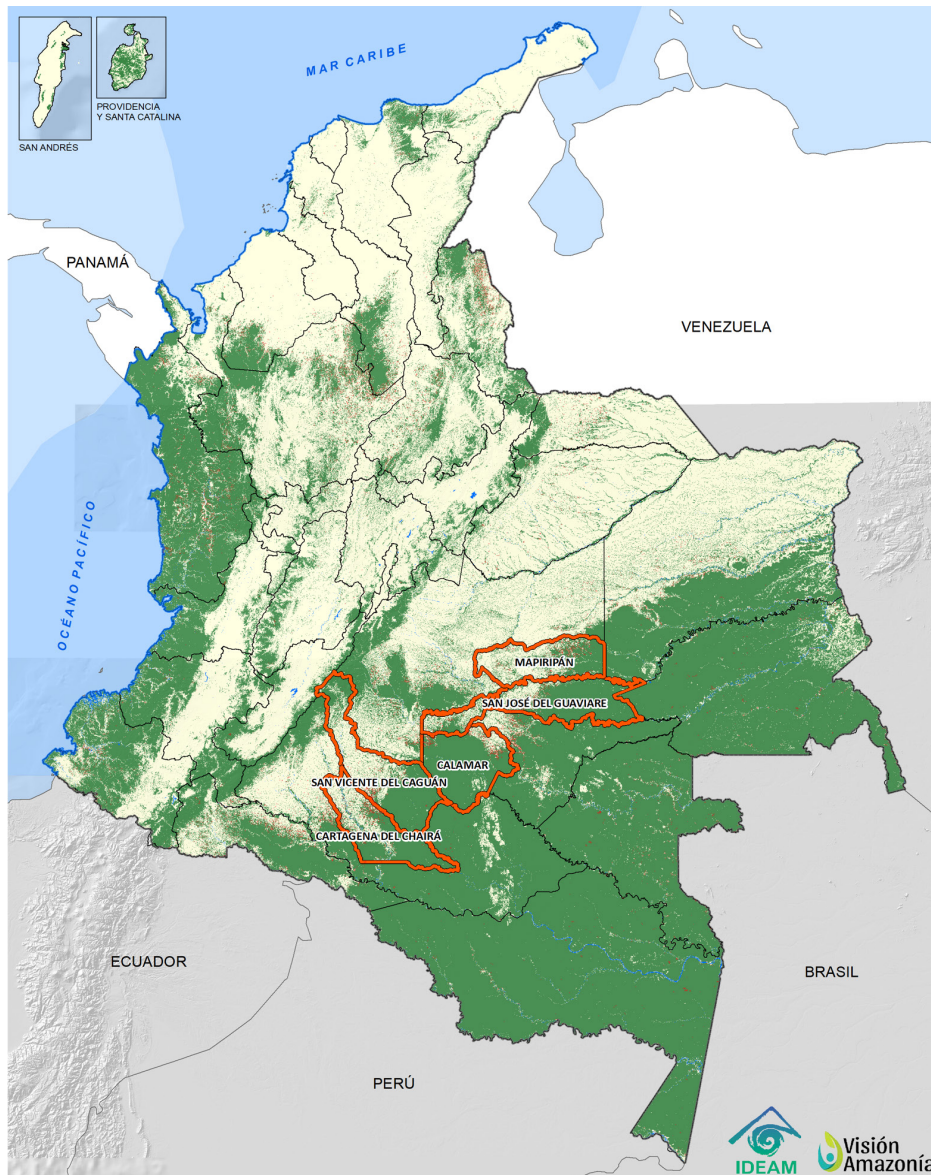 MAR CARIBE
SAN ANDRÉS
PROVIDENCIA
Y SANTA CATALINA
PANAMÁ
VENEZUELA
OCÉANO PACÍFICO
MAPIRIPÁN
SAN JOSÉ DEL GUAVIARE
CALAMAR
SAN VICENTE DEL CAGUÁN
CARTAGENA DEL CHAIRÁ
ECUADOR
BRASIL
PERÚ
IDEAM
Visión
Amazonía